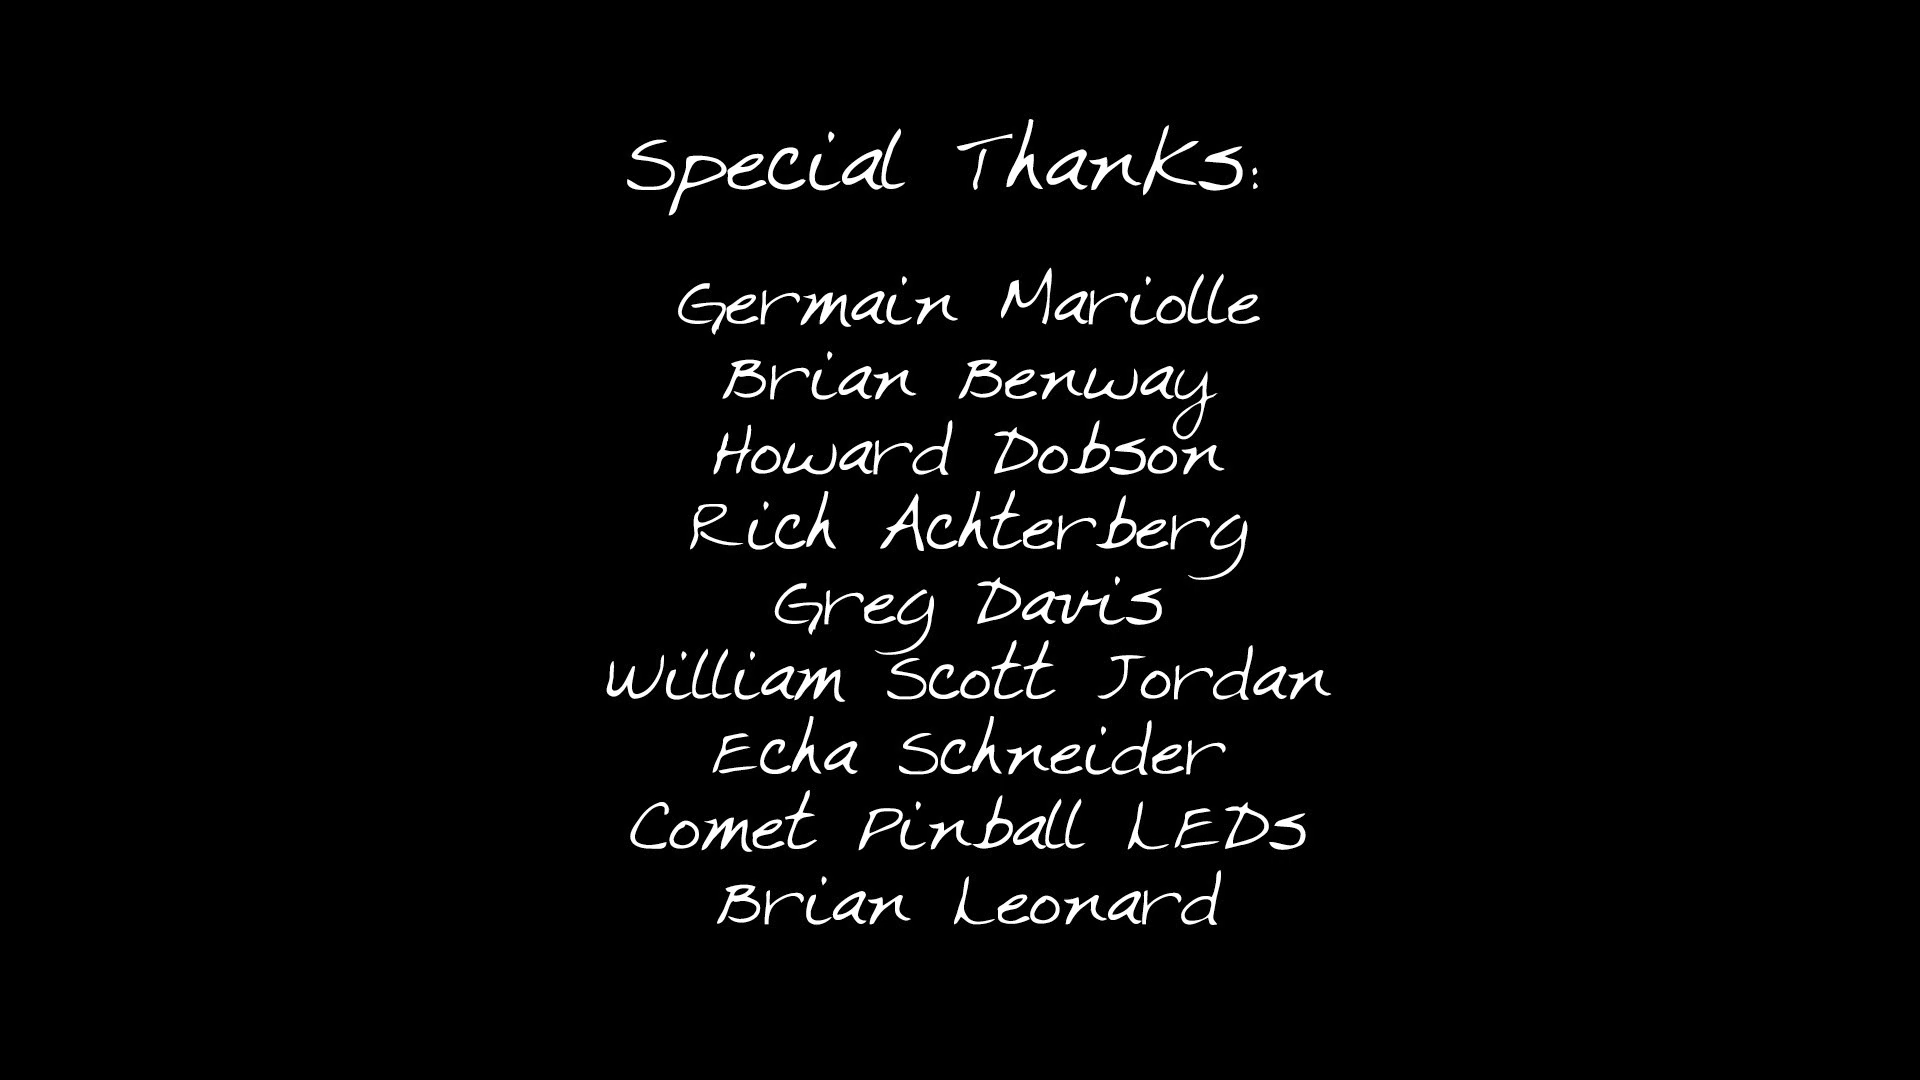 Special Thanks:
Germain Mariolle
Brian Benway
Howard Dobson
Rich Achterberg
Greg Davis
William Scott Jordan
Echa Schneider
Comet Pinball LEDs
Brian Leonard